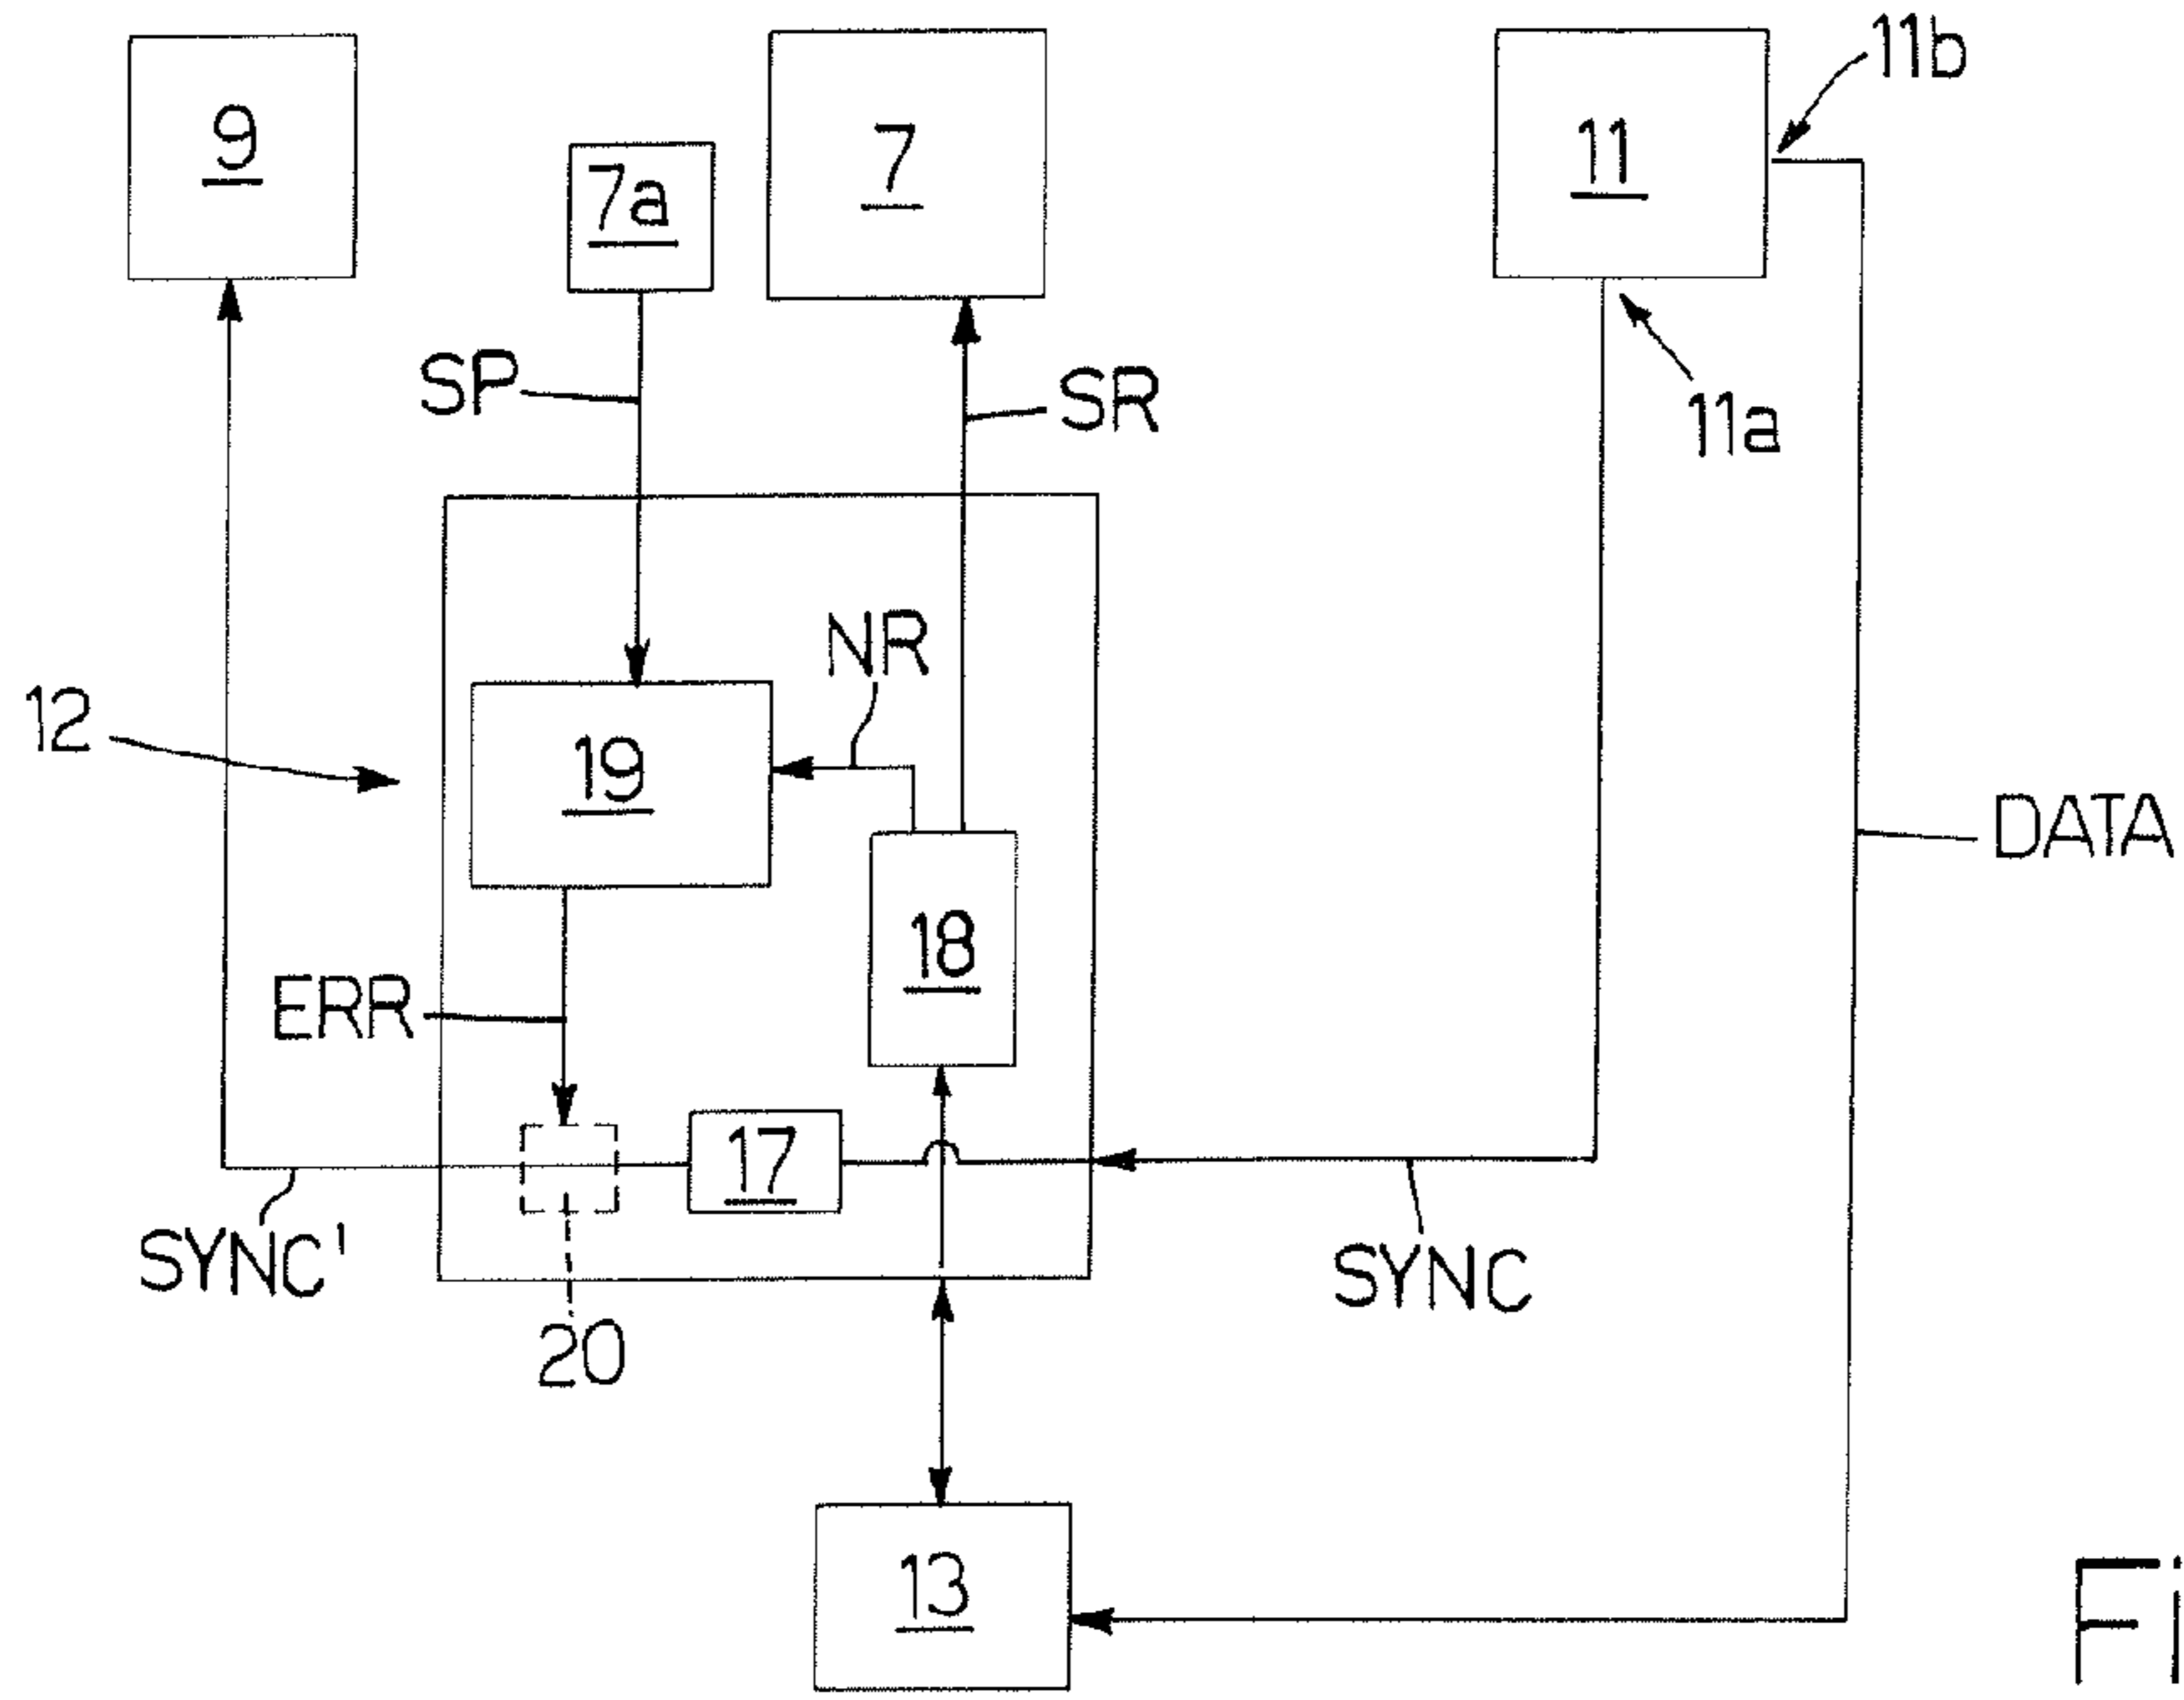 11b
9
7
11
7a
SP
SR
11a
NR
12
19
DATA
18
ERR
17
SYNC'
SYNC
20
13
Fi